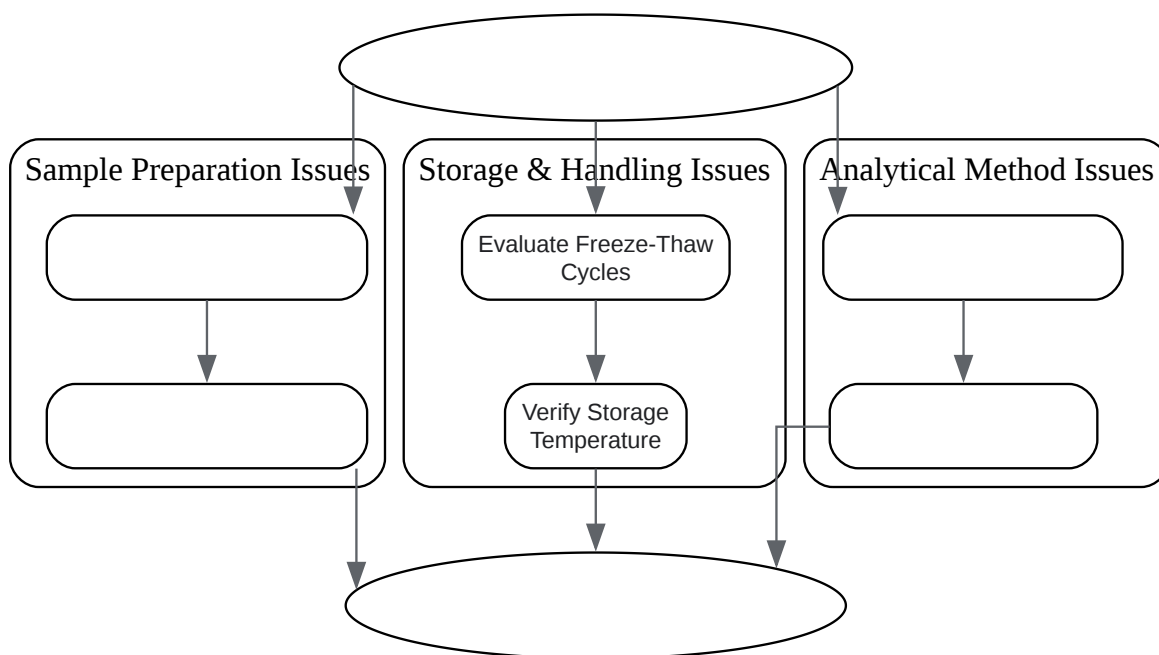 Sample Preparation Issues
Storage & Handling Issues
Analytical Method Issues
Evaluate Freeze-Thaw
Cycles
Verify Storage
Temperature